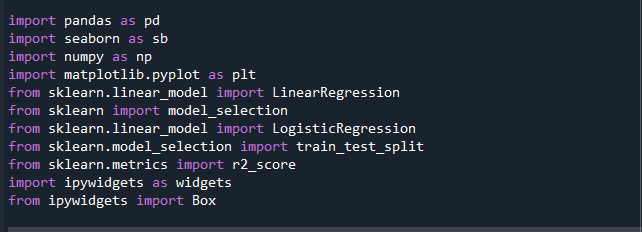 import pandas as pd
import seaborn as sb
import numpy as np
import matplotlib.pyplot as plt
from sklearn.linear_model import LinearRegression
from sklearn import model_selection
from sklearn.linear_model import LogisticRegression
from sklearn.model_selection import train_test_split
from sklearn.metrics import r2_score
import ipywidgets as widgets
from ipywidgets import Box